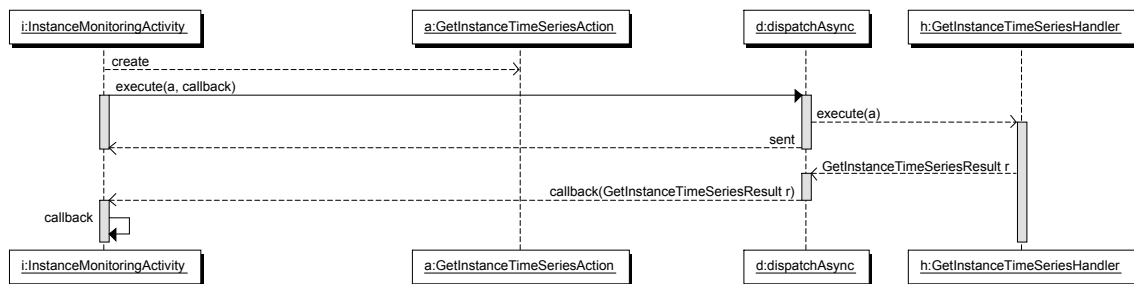 i:InstanceMonitoringActivity
a:GetInstanceTimeSeriesAction
d:dispatchAsync
h:GetInstanceTimeSeriesHandler
create
execute(a, callback)
execute(a)
sent
GetInstanceTimeSeriesResult r
callback(GetInstanceTimeSeriesResult r)
callback
i:InstanceMonitoringActivity
a:GetInstanceTimeSeriesAction
d:dispatchAsync
h:GetInstanceTimeSeriesHandler